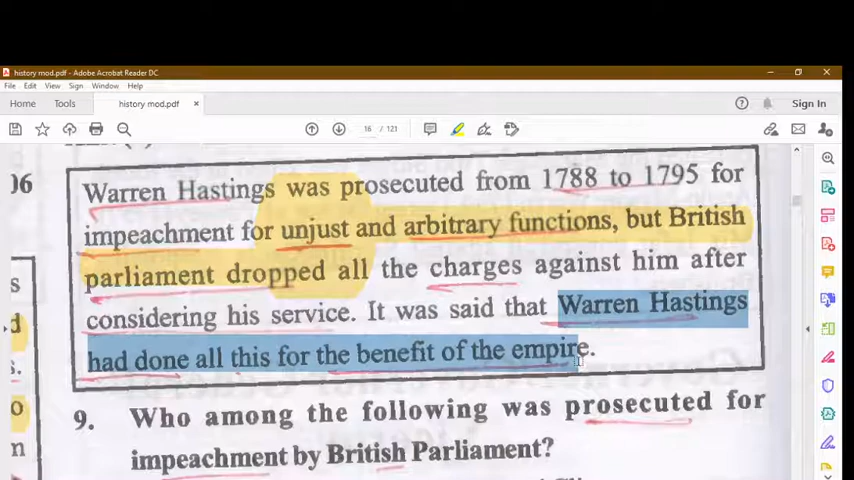 history mod.pdf - Adobe Acrobat Reader DC
File Edit View Sign Window Help
Home Tools history mod.pdf × Sign In
16 / 121
06
Warren Hastings was prosecuted from 1788 to 1795 for
impeachment for unjust and arbitrary functions, but British
parliament dropped all the charges against him after
considering his service. It was said that Warren Hastings
had done all this for the benefit of the empire.
s
d
s.
o
n
9. Who among the following was prosecuted for
impeachment by British Parliament?